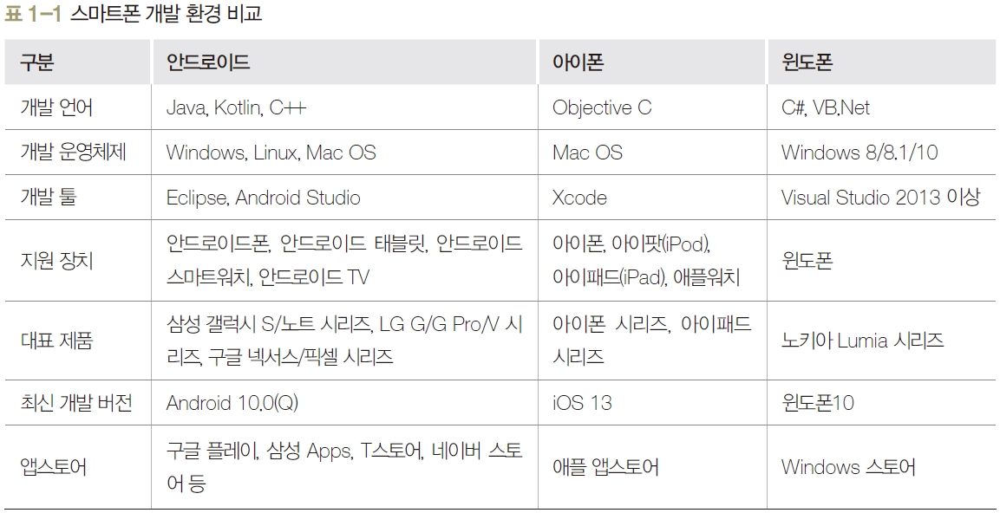 표 1-1 스마트폰 개발 환경 비교
구분 안드로이드 아이폰 윈도폰
개발 언어 Java, Kotlin, C++ Objective C C#, VB.Net
개발 운영체제 Windows, Linux, Mac OS Mac OS Windows 8/8.1/10
개발 툴 Eclipse, Android Studio Xcode Visual Studio 2013 이상
지원 장치 안드로이드폰, 안드로이드 태블릿, 안드로이드
스마트워치, 안드로이드 TV
아이폰, 아이팟(iPod),
아이패드(iPad), 애플워치
윈도폰
대표 제품 삼성 갤럭시 S/노트 시리즈, LG G/G Pro/V 시
리즈, 구글 넥서스/픽셀 시리즈
아이폰 시리즈, 아이패드
시리즈
노키아 Lumia 시리즈
최신 개발 버전 Android 10.0(Q) iOS 13 윈도폰10
앱스토어 구글 플레이, 삼성 Apps, T스토어, 네이버 스토
어 등
애플 앱스토어
Windows 스토어